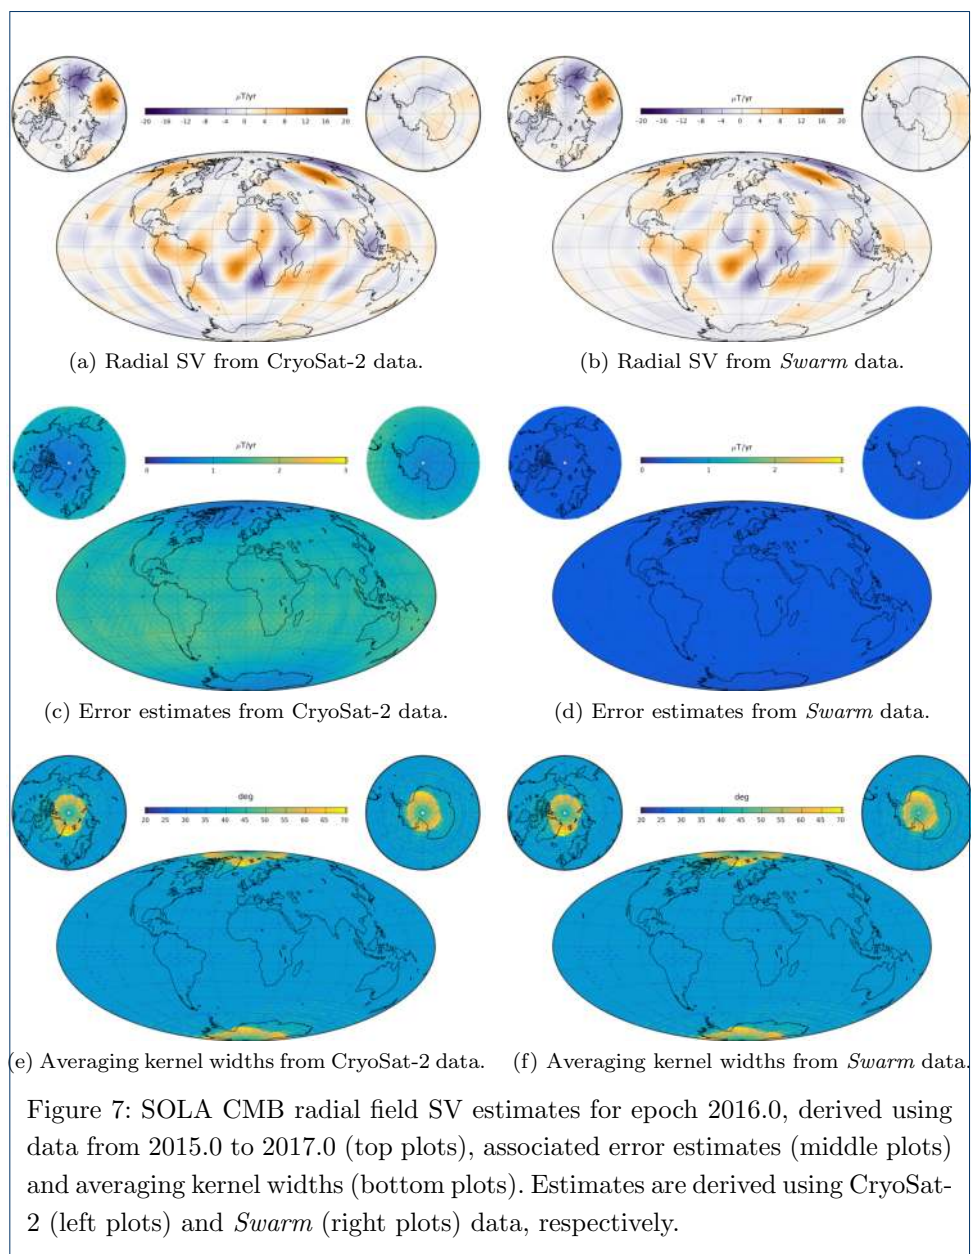 μT/yr
-20 -16 -12 -8 -4 0 4 8 12 16 20
μT/yr
-20 -16 -12 -8 -4 0 4 8 12 16 20
(a) Radial SV from CryoSat-2 data.
(b) Radial SV from Swarm data.
μT/yr
0 1 2 3
μT/yr
0 1 2 3
(c) Error estimates from CryoSat-2 data.
(d) Error estimates from Swarm data.
deg
20 25 30 35 40 45 50 55 60 65 70
deg
20 25 30 35 40 45 50 55 60 65 70
(e) Averaging kernel widths from CryoSat-2 data.
(f) Averaging kernel widths from Swarm data.
Figure 7: SOLA CMB radial field SV estimates for epoch 2016.0, derived using
data from 2015.0 to 2017.0 (top plots), associated error estimates (middle plots)
and averaging kernel widths (bottom plots). Estimates are derived using CryoSat-
2 (left plots) and Swarm (right plots) data, respectively.